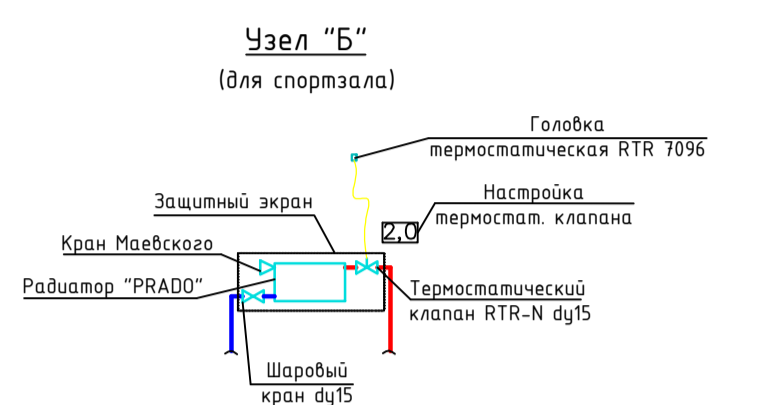 Узел "Б"
(для спортзала)
Головка
термостатическая RTR 7096
Защитный экран
Настройка
термостат. клапана
2,0
Кран Маевского
Радиатор "PRADO"
Термостатический
клапан RTR-N dy15
Шаровый
кран dy15